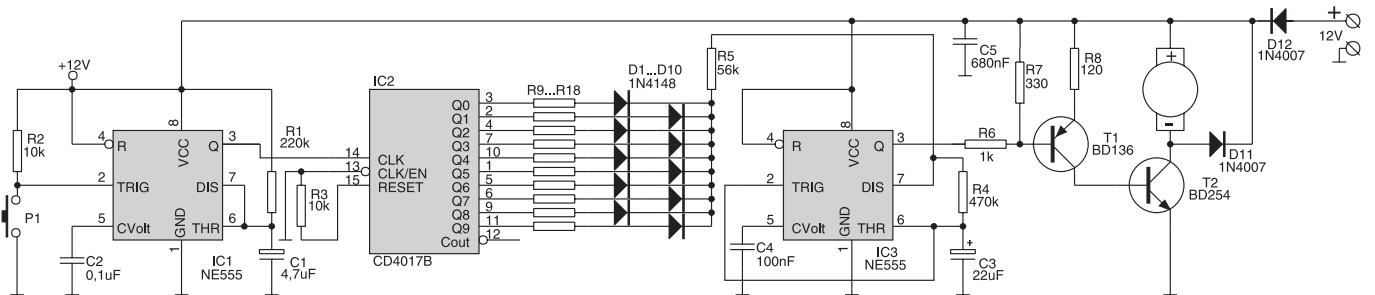 +12V
R2
10k
P1
C2
0,1uF
4
R
8
VCC
3
Q
2
TRIG
DIS
7
5
CVolt
GND
THR
6
1
IC1
NE555
R1
220k
C1
4,7uF
R3
10k
IC2
14
CLK
13
CLK/EN
15
RESET
Q0
3
Q1
2
Q2
4
Q3
7
Q4
10
Q5
1
Q6
5
Q7
6
Q8
9
Q9
11
Cout
12
CD4017B
R9...R18
D1...D10
1N4148
R5
56k
4
R
8
VCC
3
Q
2
TRIG
DIS
7
5
CVolt
GND
THR
6
1
IC3
NE555
C4
100nF
R6
1k
R4
470k
+
C3
22uF
C5
680nF
R7
330
R8
120
T1
BD136
+
-
T2
BD254
D11
1N4007
D12
1N4007
+
12V